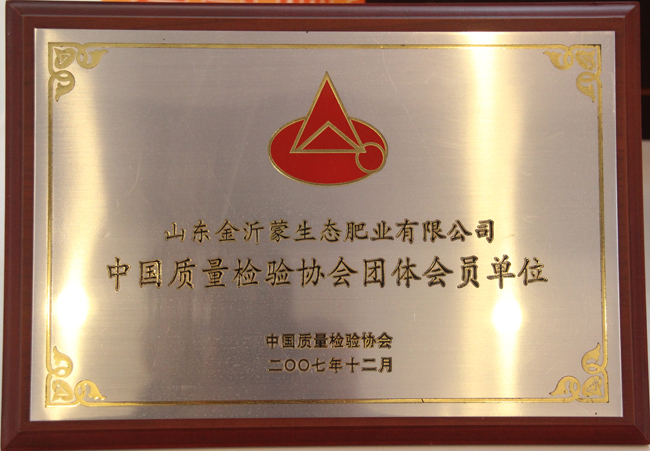 山东金沂蒙生态肥业有限公司
中国质量检验协会团体会员单位
中国质量检验协会
二〇〇七年十二月